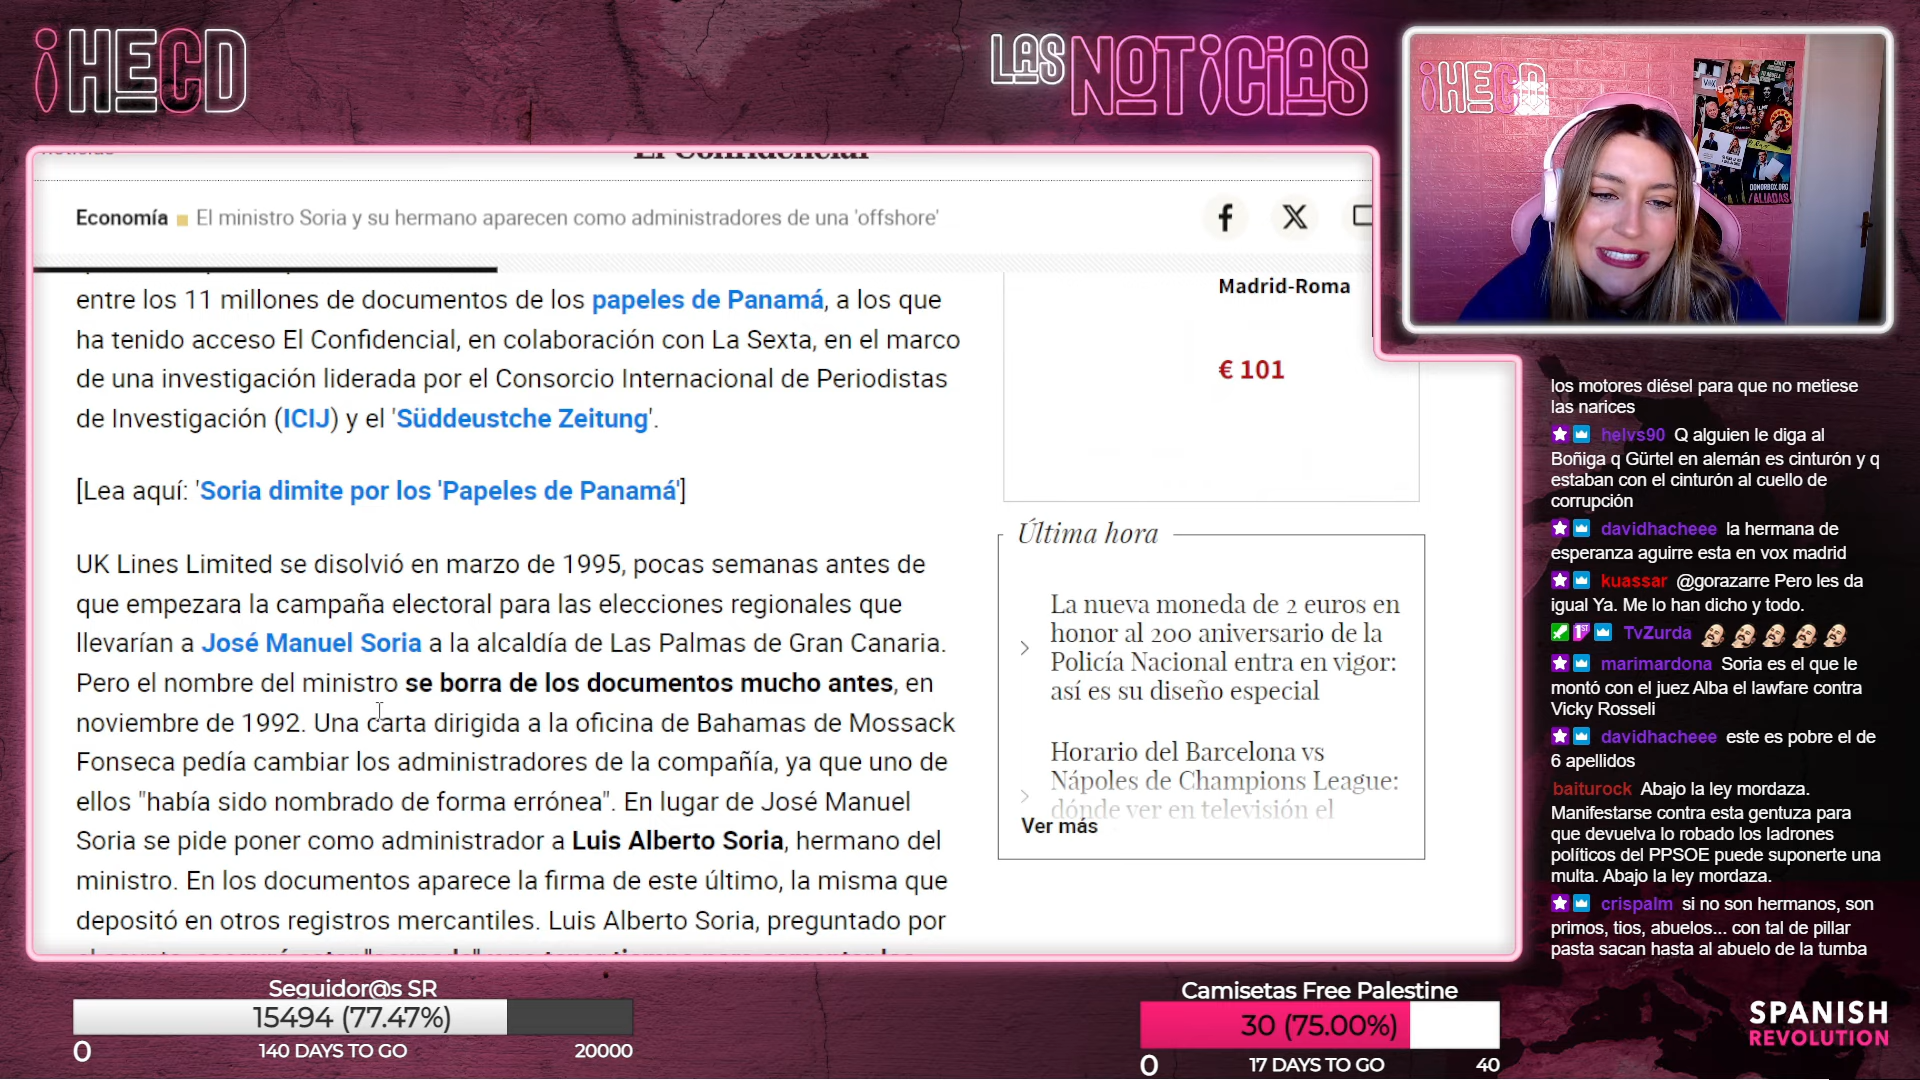 ¡HECD
LAS NOTICIAS
¡HECD
DONORBOX.ORG
/ALIADAS
El Confidencial
Economía
El ministro Soria y su hermano aparecen como administradores de una 'offshore'
entre los 11 millones de documentos de los papeles de Panamá, a los que
ha tenido acceso El Confidencial, en colaboración con La Sexta, en el marco
de una investigación liderada por el Consorcio Internacional de Periodistas
de Investigación (ICIJ) y el 'Süddeustche Zeitung'.
[Lea aquí: 'Soria dimite por los 'Papeles de Panamá']
UK Lines Limited se disolvió en marzo de 1995, pocas semanas antes de
que empezara la campaña electoral para las elecciones regionales que
llevarían a José Manuel Soria a la alcaldía de Las Palmas de Gran Canaria.
Pero el nombre del ministro se borra de los documentos mucho antes, en
noviembre de 1992. Una carta dirigida a la oficina de Bahamas de Mossack
Fonseca pedía cambiar los administradores de la compañía, ya que uno de
ellos "había sido nombrado de forma errónea". En lugar de José Manuel
Soria se pide poner como administrador a Luis Alberto Soria, hermano del
ministro. En los documentos aparece la firma de este último, la misma que
depositó en otros registros mercantiles. Luis Alberto Soria, preguntado por
Madrid-Roma
€ 101
Última hora
La nueva moneda de 2 euros en
honor al 200 aniversario de la
Policía Nacional entra en vigor:
así es su diseño especial
Horario del Barcelona vs
Nápoles de Champions League:
dónde ver en televisión el
Ver más
los motores diésel para que no metiese
las narices
helvs90 Q alguien le diga al
Boñiga q Gürtel en alemán es cinturón y q
estaban con el cinturón al cuello de
corrupción
davidhacheee la hermana de
esperanza aguirre esta en vox madrid
kuassar @gorazarre Pero les da
igual Ya. Me lo han dicho y todo.
TvZurda
marimardona Soria es el que le
montó con el juez Alba el lawfare contra
Vicky Rosseli
davidhacheee este es pobre el de
6 apellidos
baiturock Abajo la ley mordaza.
Manifestarse contra esta gentuza para
que devuelva lo robado los ladrones
políticos del PPSOE puede suponerte una
multa. Abajo la ley mordaza.
crispalm si no son hermanos, son
primos, tios, abuelos... con tal de pillar
pasta sacan hasta al abuelo de la tumba
Seguidor@s SR
15494 (77.47%)
0
140 DAYS TO GO
20000
Camisetas Free Palestine
30 (75.00%)
0
17 DAYS TO GO
40
SPANISH
REVOLUTION